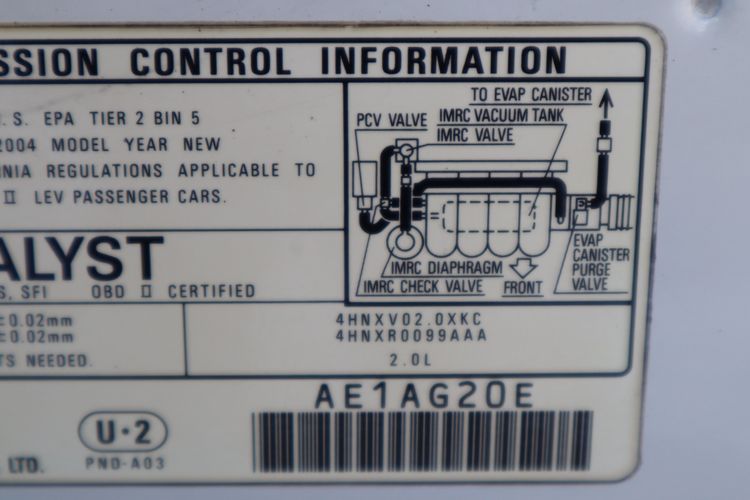 SSION CONTROL INFORMATION
.S. EPA TIER 2 BIN 5
2004 MODEL YEAR NEW
NIA REGULATIONS APPLICABLE TO
II LEV PASSENGER CARS.
TO EVAP CANISTER
PCV VALVE
IMRC VACUUM TANK
IMRC VALVE
EVAP
CANISTER
PURGE
VALVE
IMRC DIAPHRAGM
IMRC CHECK VALVE
FRONT
ALYST
S, SFI OBD II CERTIFIED
±0.02mm
±0.02mm
TS NEEDED.
4HNXV02.0XKC
4HNXR0099AAA
2.0L
AE1AG20E
U·2
PND-A03
LTD.